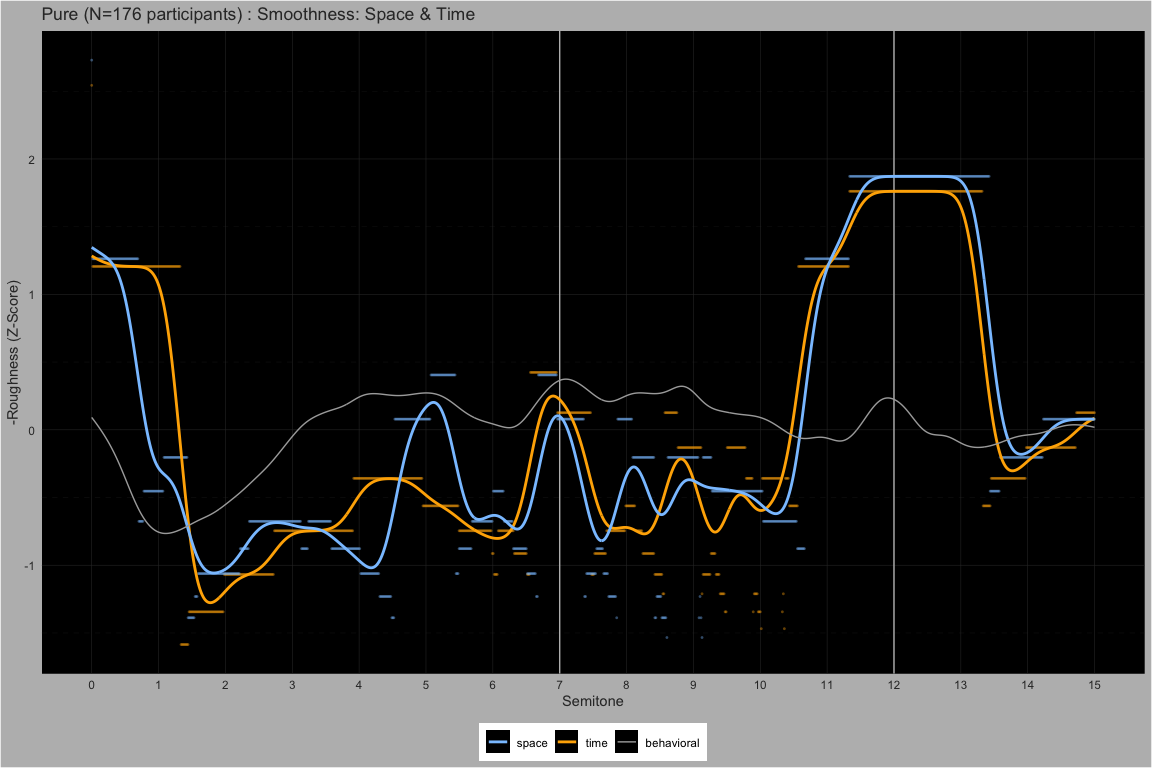 Pure (N=176 participants) : Smoothness: Space & Time
-Roughness (Z-Score)
2
1
0
-1
0 1 2 3 4 5 6 7 8 9 10 11 12 13 14 15
Semitone
space time behavioral